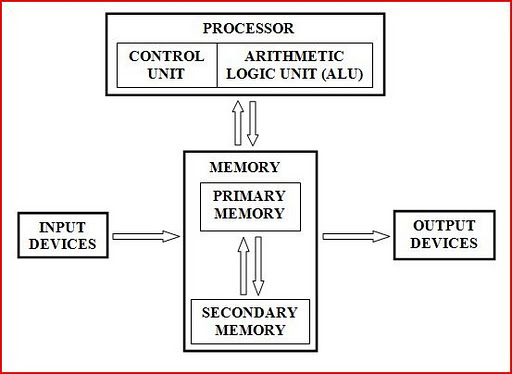 PROCESSOR
CONTROL
UNIT
ARITHMETIC
LOGIC UNIT (ALU)
MEMORY
PRIMARY
MEMORY
INPUT
DEVICES
OUTPUT
DEVICES
SECONDARY
MEMORY